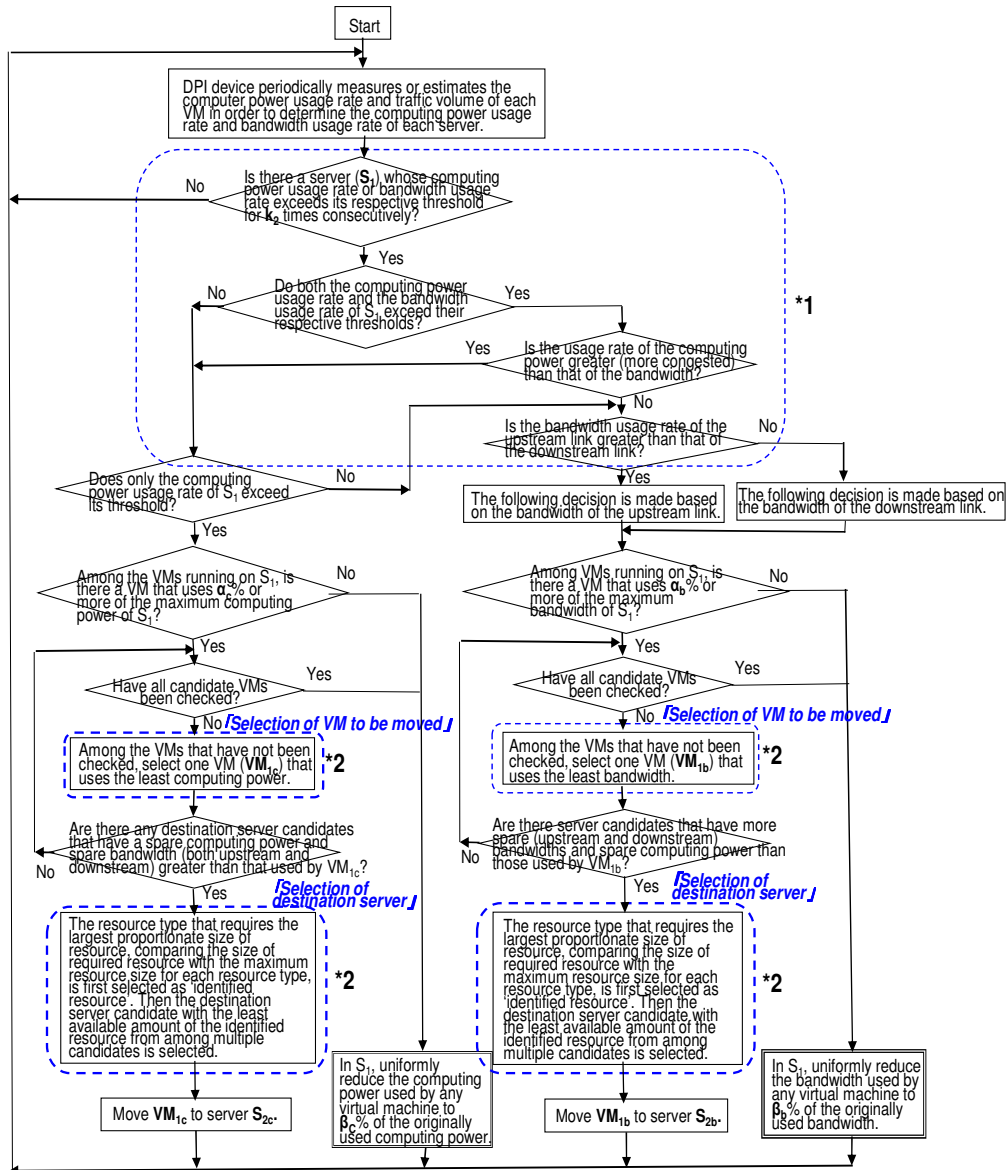 Start
DPI device periodically measures or estimates the
computer power usage rate and traffic volume of each
VM in order to determine the computing power usage
rate and bandwidth usage rate of each server.
Is there a server (S1) whose computing
power usage rate or bandwidth usage
rate exceeds its respective threshold
for k2 times consecutively?
No
Yes
Do both the computing power
usage rate and the bandwidth
usage rate of S1 exceed their
respective thresholds?
No
Yes
*1
Is the usage rate of the computing
power greater (more congested)
than that of the bandwidth?
Yes
No
Is the bandwidth usage rate of the
upstream link greater than that of
the downstream link?
No
Yes
Does only the computing
power usage rate of S1 exceed
its threshold?
No
Yes
The following decision is made based
on the bandwidth of the upstream link.
The following decision is made based on
the bandwidth of the downstream link.
Among the VMs running on S1, is
there a VM that uses αc% or
more of the maximum computing
power of S1?
No
Yes
Among VMs running on S1, is
there a VM that uses αb% or
more of the maximum
bandwidth of S1?
No
Yes
Have all candidate VMs
been checked?
Yes
No
Have all candidate VMs
been checked?
Yes
No
「Selection of VM to be moved」
「Selection of VM to be moved」
Among the VMs that have not been
checked, select one VM (VM1c) that
uses the least computing power.
*2
Among the VMs that have not been
checked, select one VM (VM1b) that
uses the least bandwidth.
*2
Are there any destination server candidates
that have a spare computing power and
spare bandwidth (both upstream and
downstream) greater than that used by VM1c?
No
Yes
Are there server candidates that have more
spare (upstream and downstream)
bandwidths and spare computing power than
those used by VM1b?
No
Yes
「Selection of
destination server」
「Selection of
destination server」
The resource type that requires the
largest proportionate size of
resource, comparing the size of
required resource with the maximum
resource size for each resource type,
is first selected as 'identified
resource'. Then the destination
server candidate with the least
available amount of the identified
resource from among multiple
candidates is selected.
*2
The resource type that requires the
largest proportionate size of
resource, comparing the size of
required resource with the
maximum resource size for each
resource type, is first selected as
'identified resource'. Then the
destination server candidate with
the least available amount of the
identified resource from among
multiple candidates is selected.
*2
Move VM1c to server S2c.
In S1, uniformly
reduce the computing
power used by any
virtual machine to
βC% of the originally
used computing power.
Move VM1b to server S2b.
In S1, uniformly reduce
the bandwidth used by
any virtual machine to
βb% of the originally
used bandwidth.